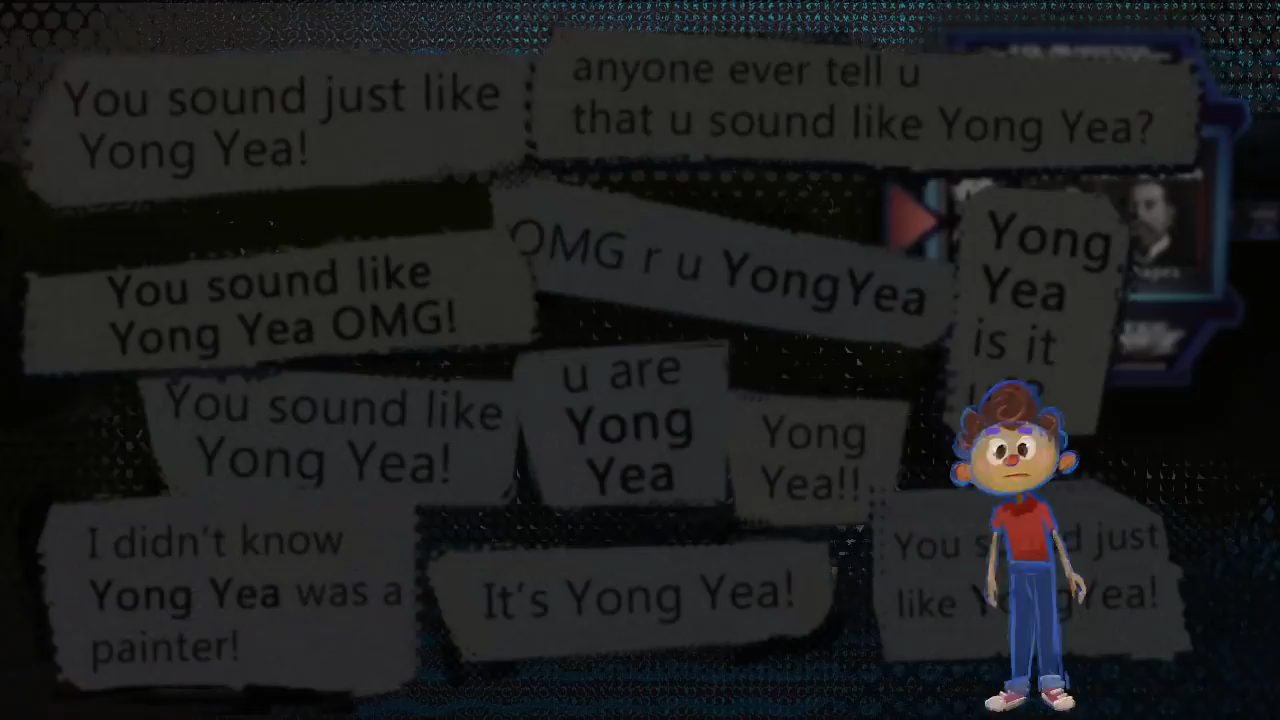 You sound just like
Yong Yea!
anyone ever tell u
that u sound like Yong Yea?
OMG r u YongYea
Yong
Yea
is it
You sound like
Yong Yea OMG!
You sound like
Yong Yea!
u are
Yong
Yea
Yong
Yea!!
I didn't know
Yong Yea was a
painter!
It's Yong Yea!
You sound just
like Yong Yea!